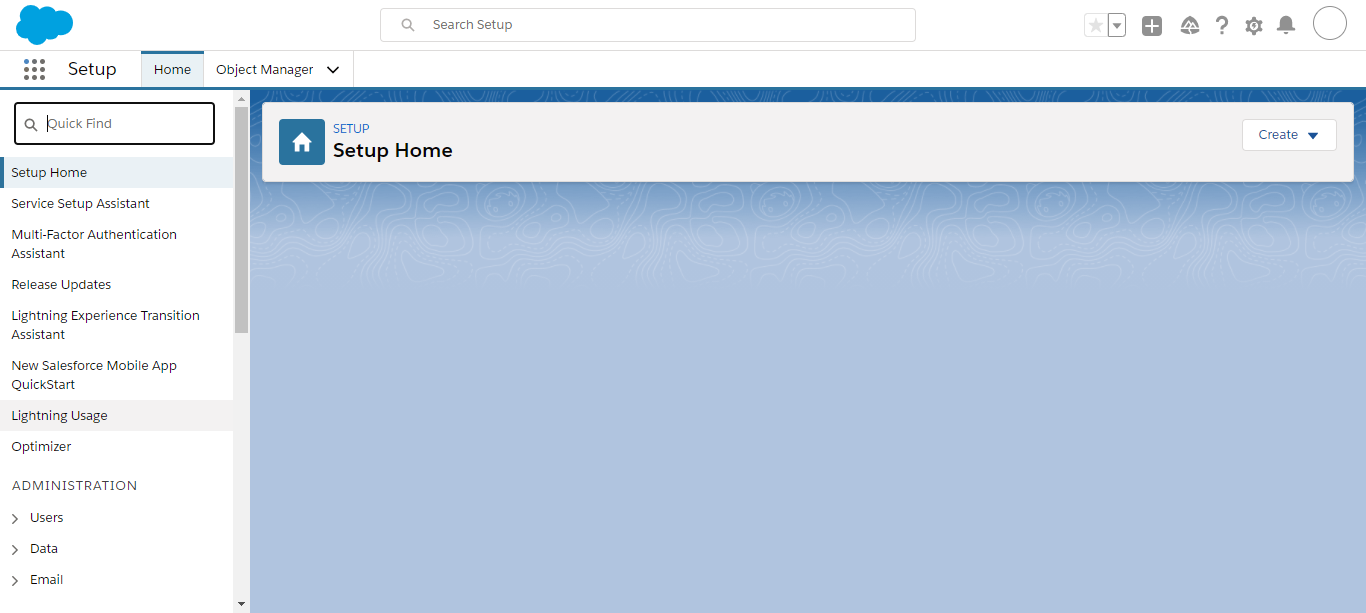 Search Setup
Setup
Home
Object Manager
Quick Find
Setup Home
Service Setup Assistant
Multi-Factor Authentication
Assistant
Release Updates
Lightning Experience Transition
Assistant
New Salesforce Mobile App
QuickStart
Lightning Usage
Optimizer
ADMINISTRATION
Users
Data
Email
SETUP
Setup Home
Create